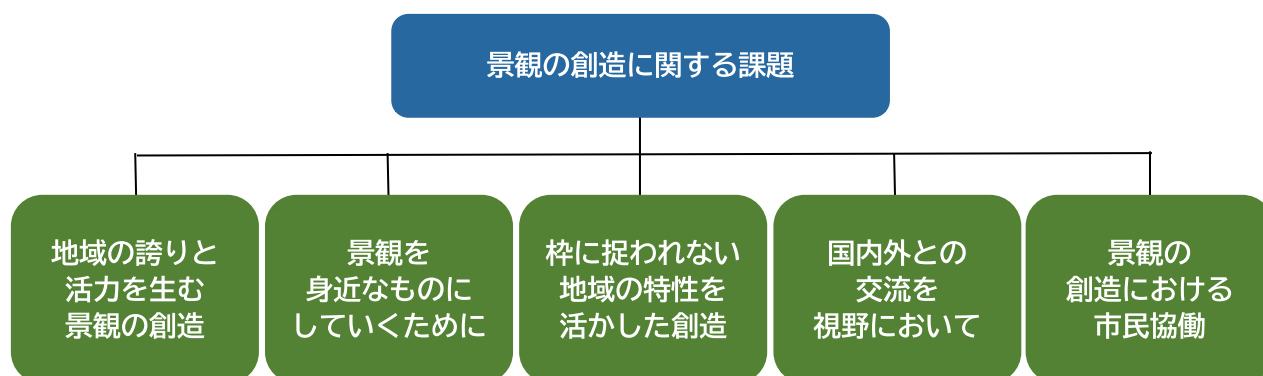 景観の創造に関する課題
地域の誇りと
活力を生む
景観の創造
景観を
身近なものに
していくために
枠に捉われない
地域の特性を
活かした創造
国内外との
交流を
視野において
景観の
創造における
市民協働